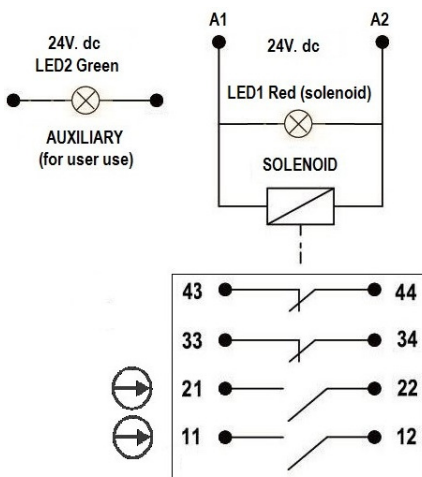 A1
A2
24V. dc
LED2 Green
24V. dc
LED1 Red (solenoid)
AUXILIARY
(for user use)
SOLENOID
43 44
33 34
21 22
11 12